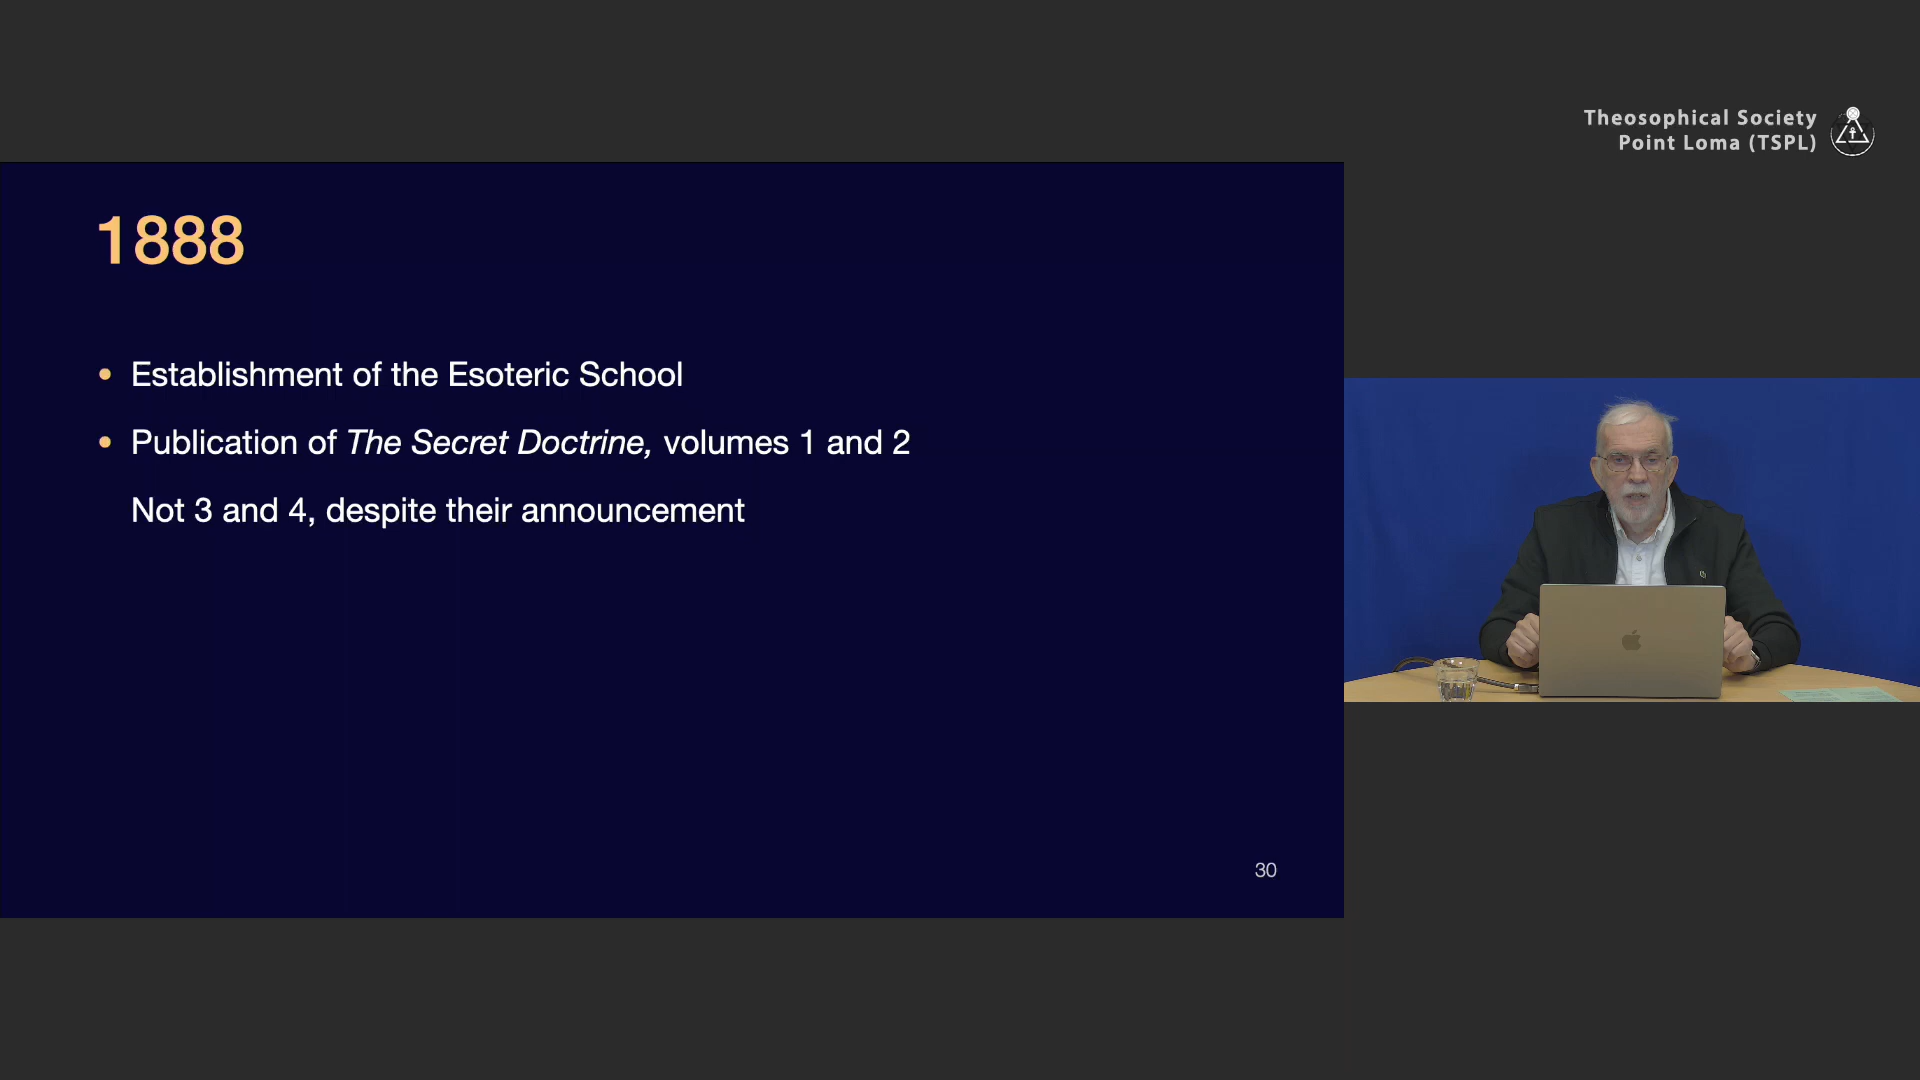 Theosophical Society
Point Loma (TSPL)
1888
• Establishment of the Esoteric School
• Publication of The Secret Doctrine, volumes 1 and 2
Not 3 and 4, despite their announcement
30